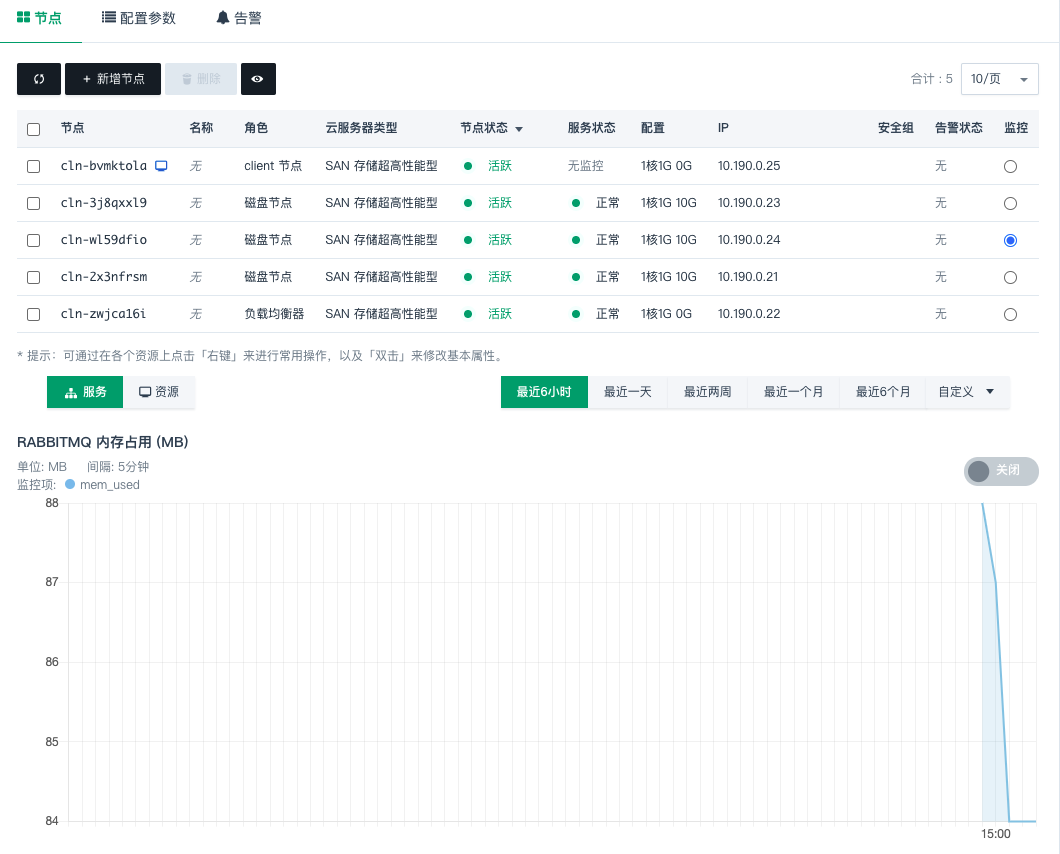 节点 配置参数 告警
+ 新增节点 删除 合计 : 5 10/页
节点 名称 角色 云服务器类型 节点状态 服务状态 配置 IP 安全组 告警状态 监控
cln-bvmktola 无 client 节点 SAN 存储超高性能型 活跃 无监控 1核1G 0G 10.190.0.25 无
cln-3j8qxxl9 无 磁盘节点 SAN 存储超高性能型 活跃 正常 1核1G 10G 10.190.0.23 无
cln-wl59dfio 无 磁盘节点 SAN 存储超高性能型 活跃 正常 1核1G 10G 10.190.0.24 无
cln-2x3nfrsm 无 磁盘节点 SAN 存储超高性能型 活跃 正常 1核1G 10G 10.190.0.21 无
cln-zwjca16i 无 负载均衡器 SAN 存储超高性能型 活跃 正常 1核1G 0G 10.190.0.22 无
* 提示：可通过在各个资源上点击「右键」来进行常用操作，以及「双击」来修改基本属性。
服务 资源 最近6小时 最近一天 最近两周 最近一个月 最近6个月 自定义
RABBITMQ 内存占用 (MB)
单位: MB 间隔: 5分钟
关闭
监控项: mem_used
88
87
86
85
84
15:00